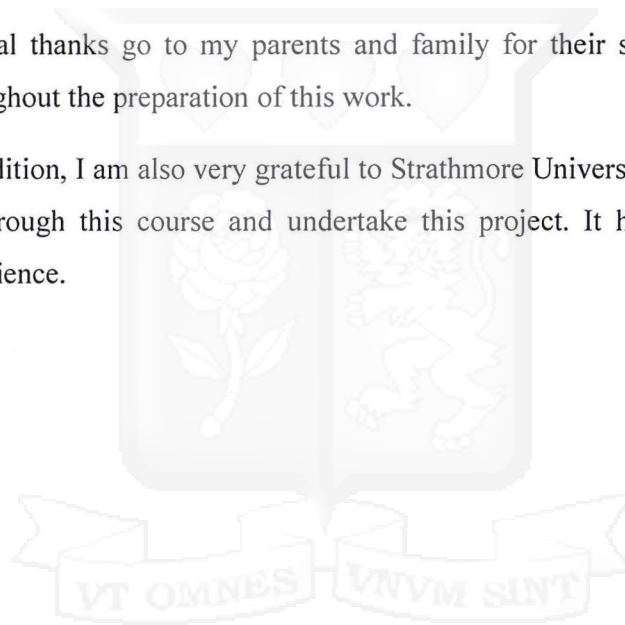 al thanks go to my parents and family for their s
ghout the preparation of this work.
dition, I am also very grateful to Strathmore Univers
rough this course and undertake this project. It h
ience.
VT OMNES VNVM SINT